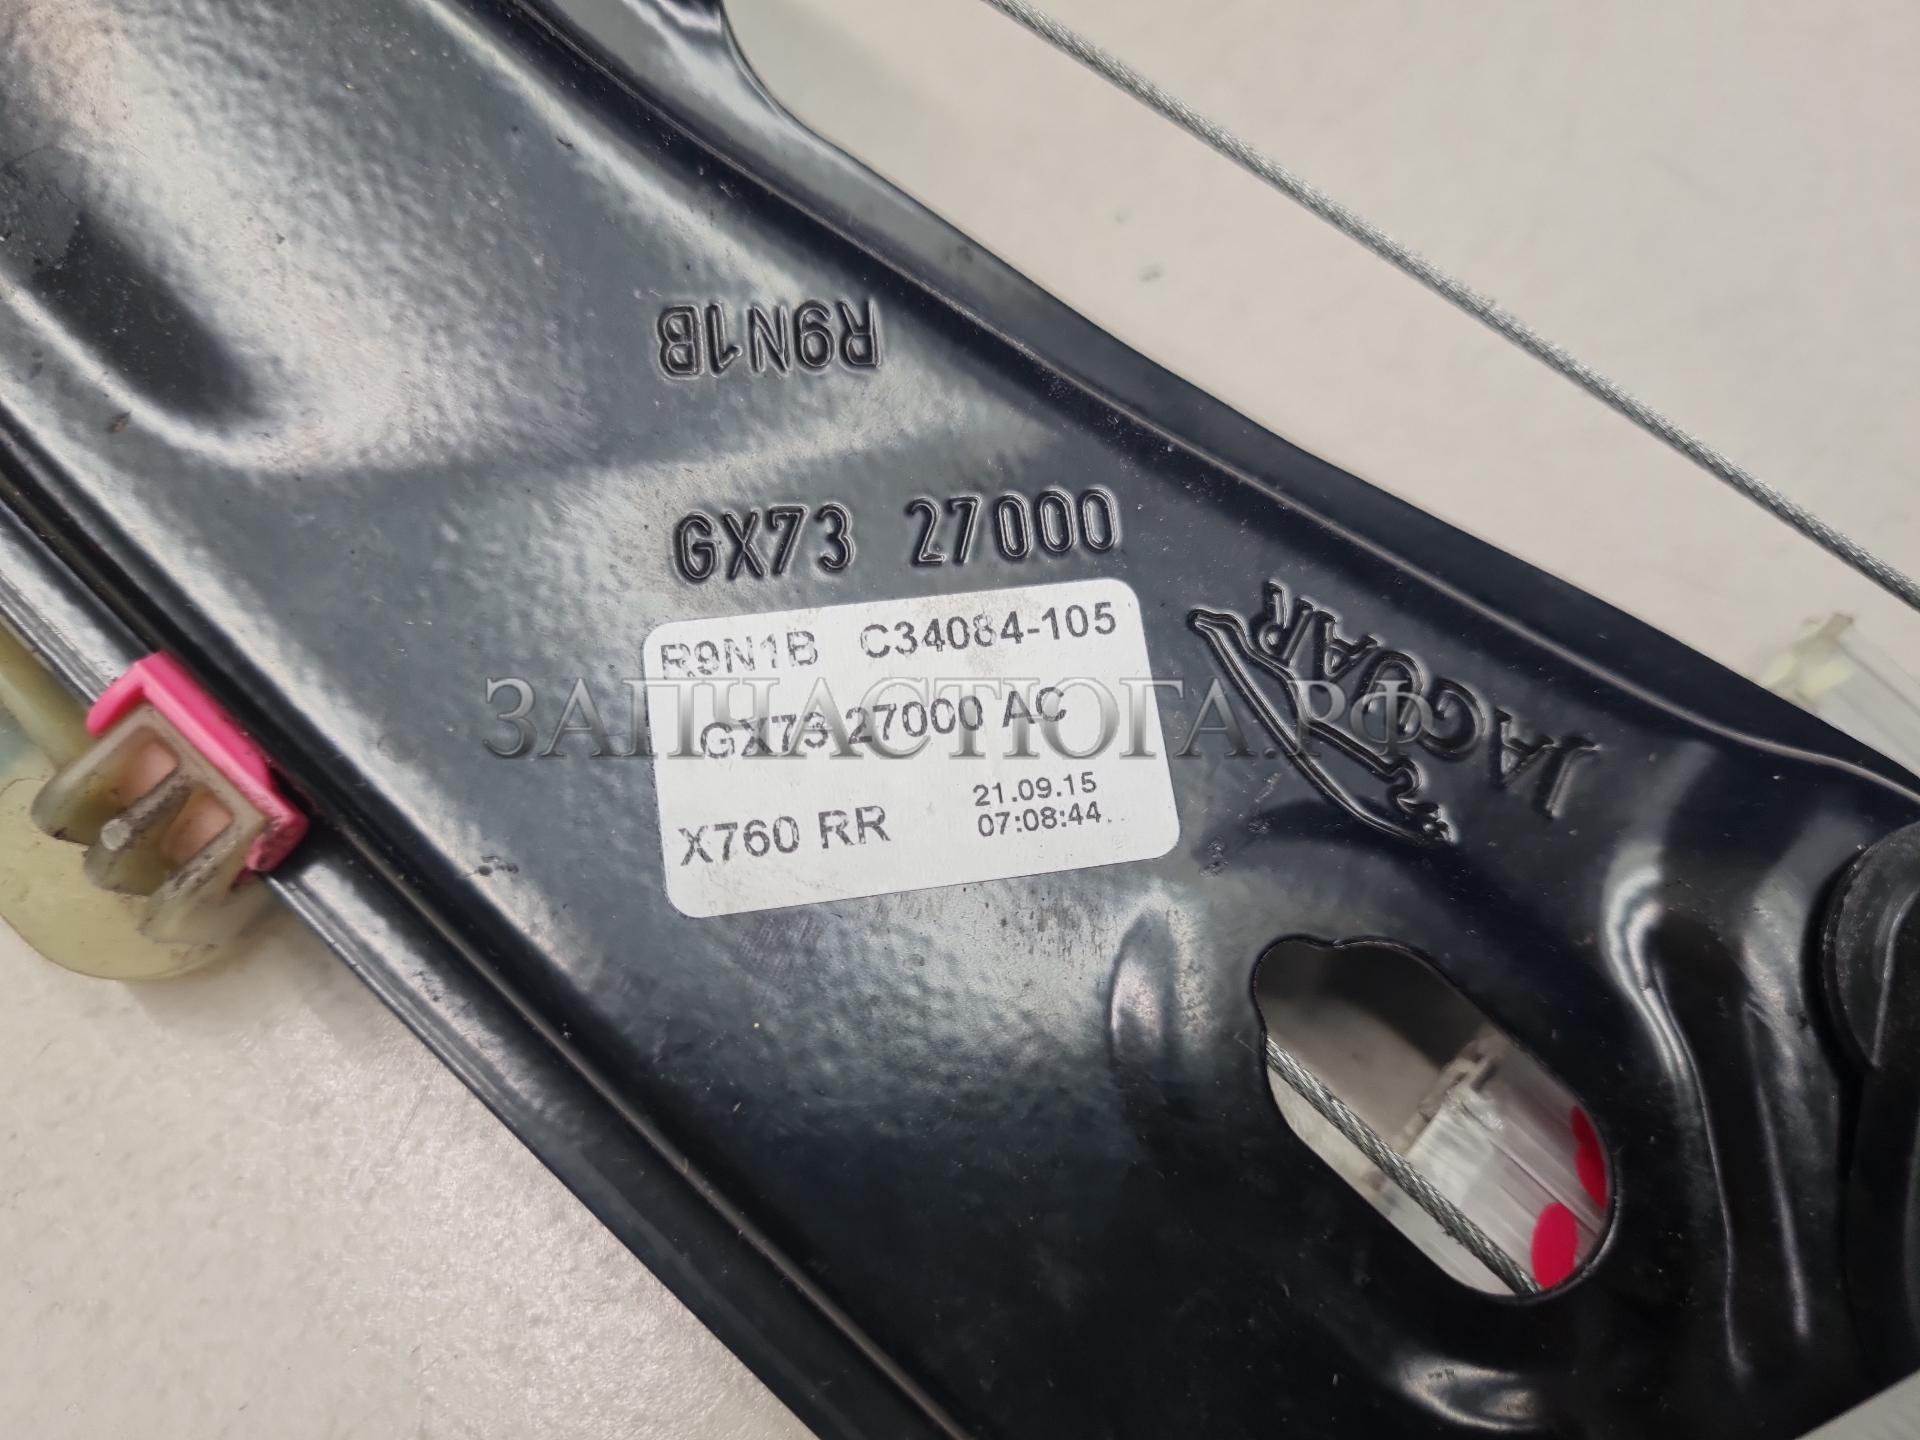 R9N1B
GX73 27000
R9N1B C34084-105
GX73 27000 AC
X760 RR
21.09.15
07:08:44
JAGUAR
ЗАПЧАСТЮГА.РФ